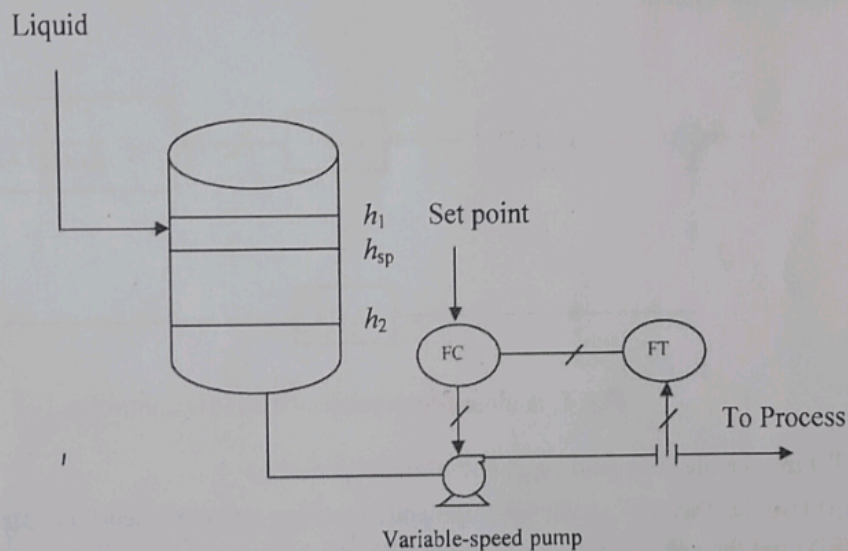 Liquid
h₁
Set point
hₛₚ
h₂
FC
FT
To Process
Variable-speed pump